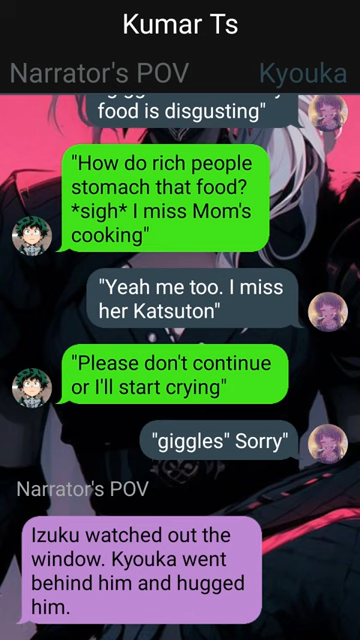 Kumar Ts
Narrator's POV
Kyouka
food is disgusting"
"How do rich people
stomach that food?
*sigh* I miss Mom's
cooking"
"Yeah me too. I miss
her Katsuton"
"Please don't continue
or I'll start crying"
"giggles" Sorry"
Narrator's POV
Izuku watched out the
window. Kyouka went
behind him and hugged
him.